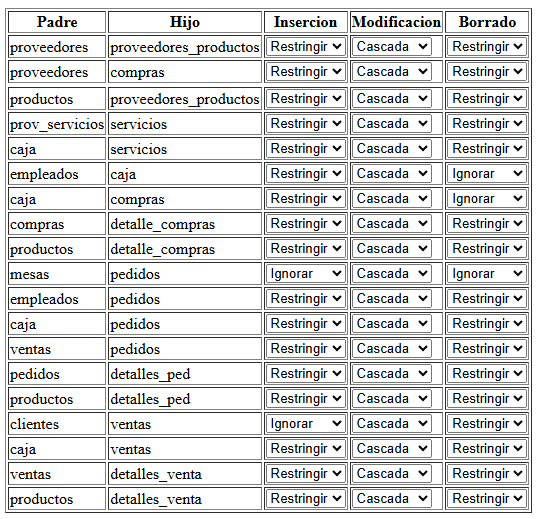 Padre Hijo Insercion Modificacion Borrado
proveedores proveedores_productos Restringir Cascada Restringir
proveedores compras Restringir Cascada Restringir
productos proveedores_productos Restringir Cascada Restringir
prov_servicios servicios Restringir Cascada Restringir
caja servicios Restringir Cascada Restringir
empleados caja Restringir Cascada Ignorar
caja compras Restringir Cascada Ignorar
compras detalle_compras Restringir Cascada Restringir
productos detalle_compras Restringir Cascada Restringir
mesas pedidos Ignorar Cascada Ignorar
empleados pedidos Restringir Cascada Restringir
caja pedidos Restringir Cascada Restringir
ventas pedidos Restringir Cascada Restringir
pedidos detalles_ped Restringir Cascada Restringir
productos detalles_ped Restringir Cascada Restringir
clientes ventas Ignorar Cascada Restringir
caja ventas Restringir Cascada Restringir
ventas detalles_venta Restringir Cascada Restringir
productos detalles_venta Restringir Cascada Restringir